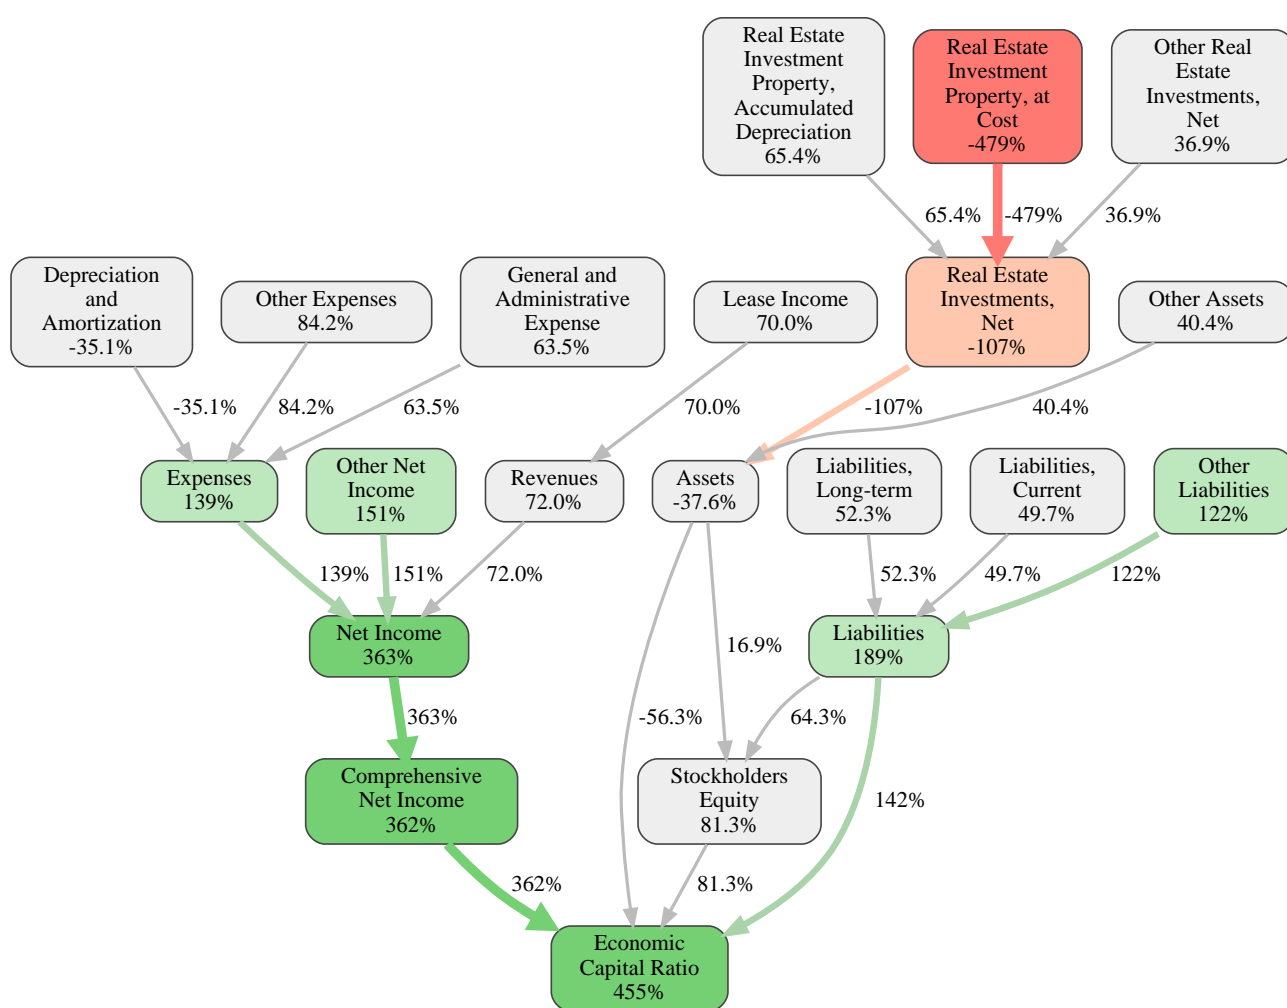 Real Estate
Investment
Property,
Accumulated
Depreciation
65.4%
Real Estate
Investment
Property, at
Cost
-479%
Other Real
Estate
Investments,
Net
36.9%
65.4%
-479%
36.9%
Depreciation
and
Amortization
-35.1%
Other Expenses
84.2%
General and
Administrative
Expense
63.5%
Lease Income
70.0%
Real Estate
Investments,
Net
-107%
Other Assets
40.4%
-35.1%
84.2%
63.5%
70.0%
-107%
40.4%
Expenses
139%
Other Net
Income
151%
Revenues
72.0%
Assets
-37.6%
Liabilities,
Long-term
52.3%
Liabilities,
Current
49.7%
Other
Liabilities
122%
139%
151%
72.0%
52.3%
49.7%
122%
Net Income
363%
16.9%
Liabilities
189%
363%
-56.3%
64.3%
Comprehensive
Net Income
362%
Stockholders
Equity
81.3%
142%
362%
81.3%
Economic
Capital Ratio
455%